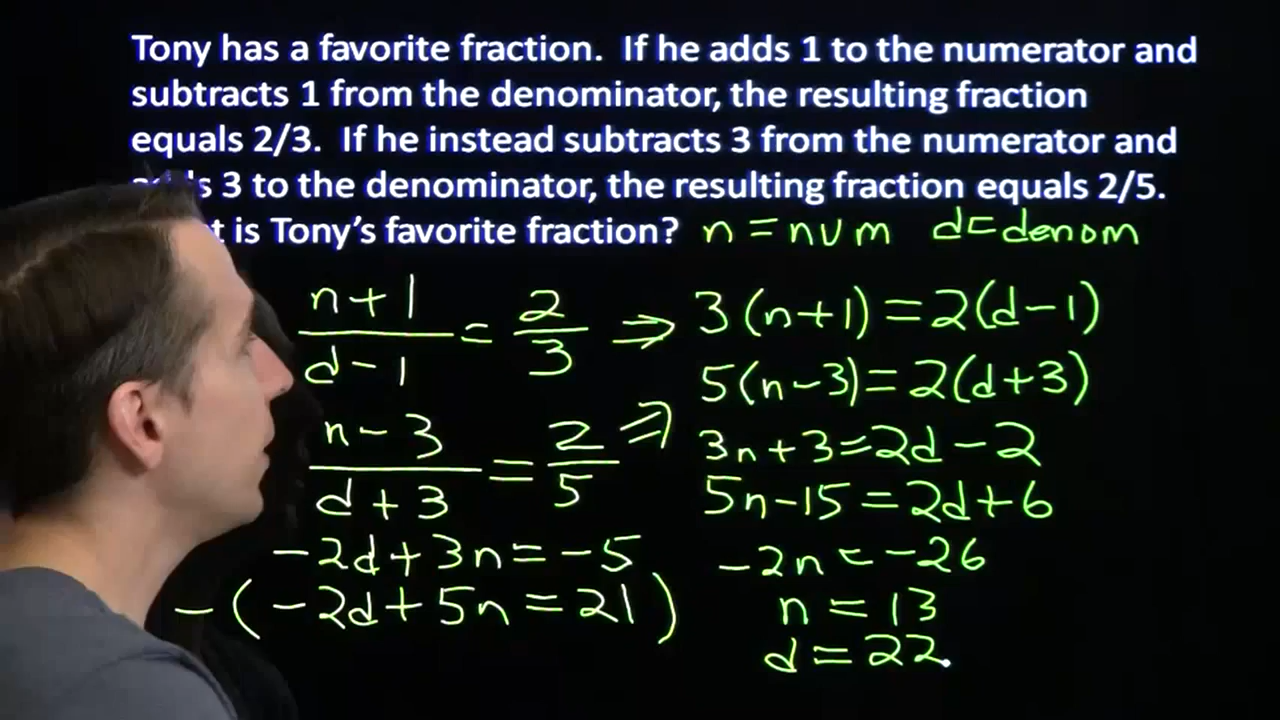 Tony has a favorite fraction. If he adds 1 to the numerator and
subtracts 1 from the denominator, the resulting fraction
equals 2/3. If he instead subtracts 3 from the numerator and
3 to the denominator, the resulting fraction equals 2/5.
is Tony's favorite fraction? n = num d = denom
n+1/d-1 = 2/3 ⇒ 3(n+1) = 2(d-1)
n-3/d+3 = 2/5 ⇒ 5(n-3) = 2(d+3)
3n+3 = 2d-2
5n-15 = 2d+6
-2d+3n = -5
-(-2d+5n = 21)
-2n = -26
n = 13
d = 22